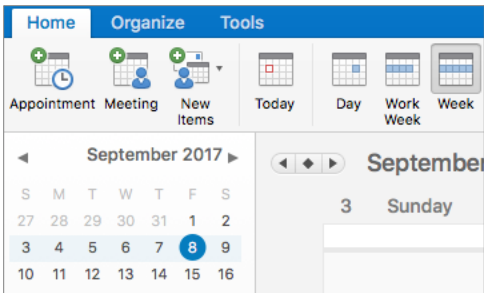 Home Organize Tools
Appointment Meeting New Items Today Day Work Week Week
September 2017
September
S M T W T F S
3 Sunday
27 28 29 30 31 1 2
3 4 5 6 7 8 9
10 11 12 13 14 15 16